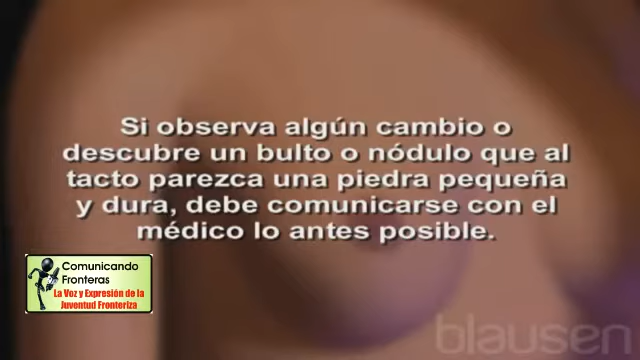 Si observa algún cambio o
descubre un bulto o nódulo que al
tacto parezca una piedra pequeña
y dura, debe comunicarse con el
médico lo antes posible.
Comunicando
Fronteras
La Voz y Expresión de la
Juventud Fronteriza
blausen